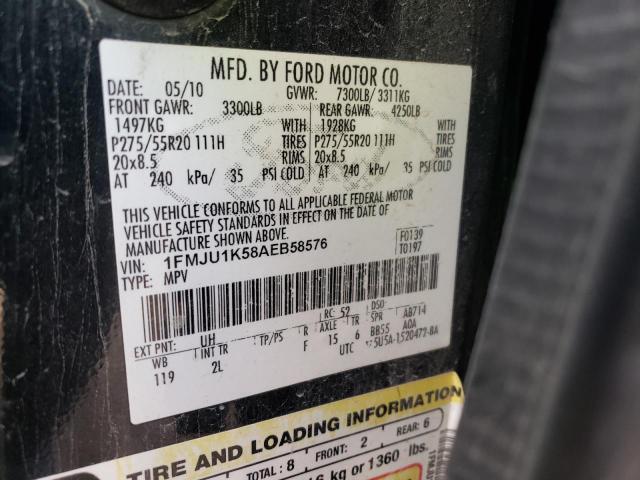 MFD. BY FORD MOTOR CO.
DATE: 05/10 GVWR: 7300LB/ 3311KG
FRONT GAWR: 3300LB REAR GAWR: 4250LB
1497KG WITH 1928KG WITH
P275/55R20 111H TIRES P275/55R20 111H TIRES
20x8.5 RIMS 20x8.5 RIMS
AT 240 kPa/ 35 PSI COLD AT 240 kPa/ 35 PSI COLD
THIS VEHICLE CONFORMS TO ALL APPLICABLE FEDERAL MOTOR
VEHICLE SAFETY STANDARDS IN EFFECT ON THE DATE OF
MANUFACTURE SHOWN ABOVE. F0139
VIN: 1FMJU1K58AEB58576 T0197
TYPE: MPV
RC: 52 DSO:
EXT PNT: UH AXLE TR SPR AB714
WB INT TR TP/PS R 15 6 BB55 AOA
119 2L F UTC 5U5A-1520472-BA
TIRE AND LOADING INFORMATION
TOTAL: 8 FRONT: 2 REAR: 6
kg or 1360 lbs.